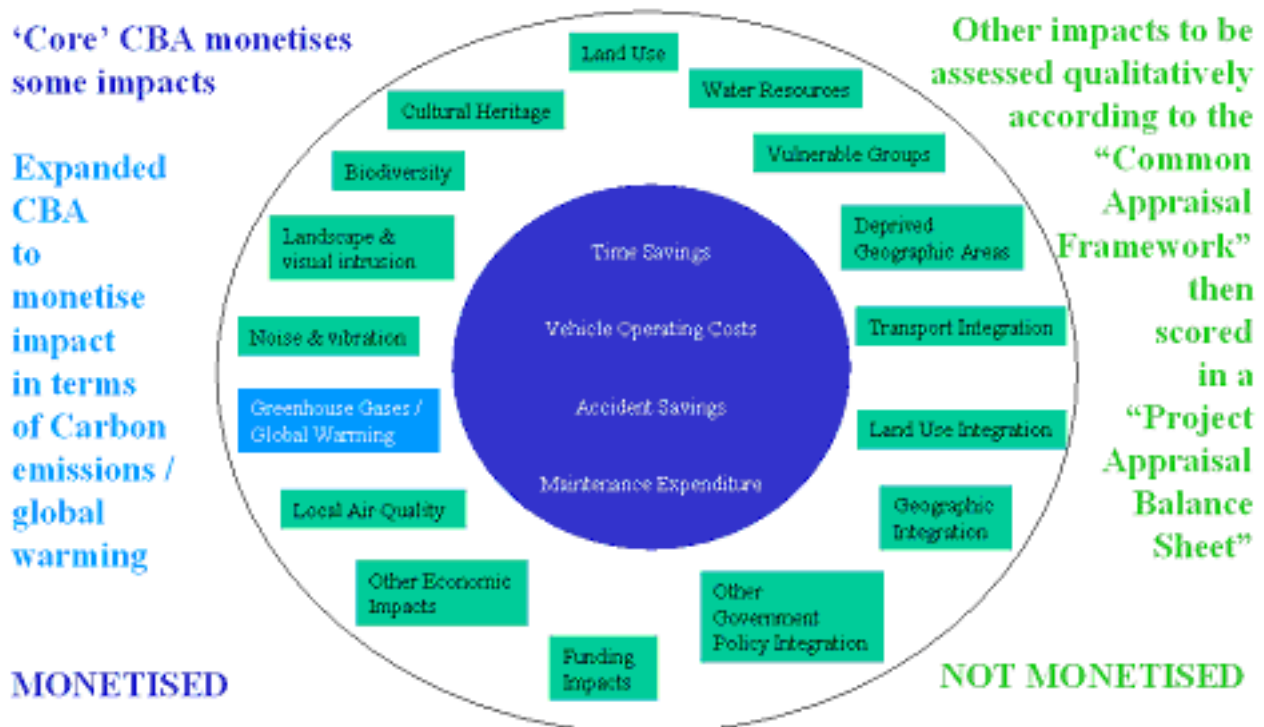 ‘Core’ CBA monetises
some impacts
Expanded
CBA
to
monetise
impact
in terms
of Carbon
emissions /
global
warming
MONETISED
Land Use
Water Resources
Cultural Heritage
Vulnerable Groups
Biodiversity
Deprived
Geographic Areas
Landscape &
visual intrusion
Time Savings
Vehicle Operating Costs
Accident Savings
Maintenance Expenditure
Transport Integration
Noise & vibration
Greenhouse Gases /
Global Warming
Land Use Integration
Local Air Quality
Geographic
Integration
Other Economic
Impacts
Other
Government
Policy Integration
Funding
Impacts
Other impacts to be
assessed qualitatively
according to the
“Common
Appraisal
Framework”
then
scored
in a
“Project
Appraisal
Balance
Sheet”
NOT MONETISED